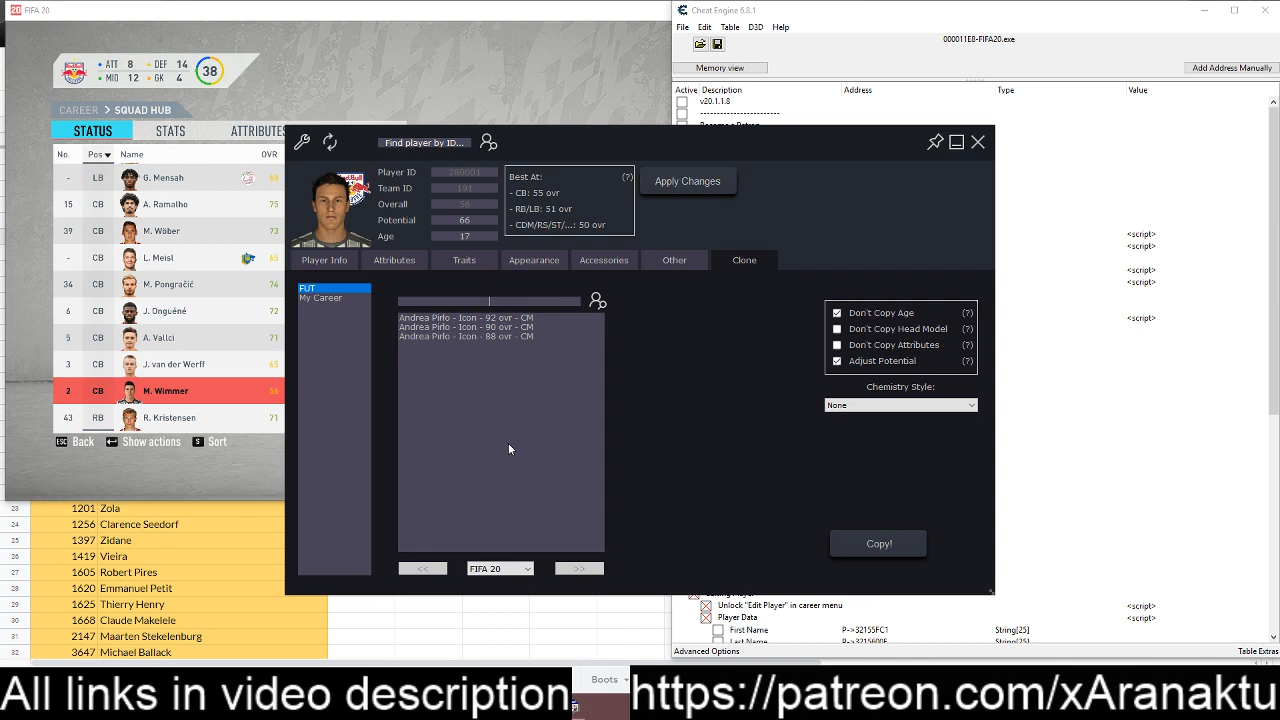 20 FIFA 20
ATT 8 DEF 14
MID 12 GK 4
38
CAREER > SQUAD HUB
STATUS STATS ATTRIBUTES
No. Pos Name OVR
- LB G. Mensah 68
15 CB A. Ramalho 75
39 CB M. Wöber 73
- CB L. Meisl 65
34 CB M. Pongračić 74
6 CB J. Onguéné 72
5 CB A. Vallci 71
3 CB J. van der Werff 65
2 CB M. Wimmer 56
43 RB R. Kristensen 71
ESC Back Show actions S Sort
23 1201 Zola
24 1256 Clarence Seedorf
25 1397 Zidane
26 1419 Vieira
27 1605 Robert Pires
28 1620 Emmanuel Petit
29 1625 Thierry Henry
30 1668 Claude Makelele
31 2147 Maarten Stekelenburg
32 3647 Michael Ballack
Find player by ID...
Player ID 280001
Team ID 191
Overall 56
Potential 66
Age 17
Best At: (?)
- CB: 55 ovr
- RB/LB: 51 ovr
- CDM/RS/ST/...: 50 ovr
Apply Changes
Player Info Attributes Traits Appearance Accessories Other Clone
FUT
My Career
Andrea Pirlo - Icon - 92 ovr - CM
Andrea Pirlo - Icon - 90 ovr - CM
Andrea Pirlo - Icon - 88 ovr - CM
<< FIFA 20 >>
Don't Copy Age (?)
Don't Copy Head Model (?)
Don't Copy Attributes (?)
Adjust Potential (?)
Chemistry Style:
None
Copy!
Cheat Engine 6.8.1
File Edit Table D3D Help
000011E8-FIFA20.exe
Memory view Add Address Manually
Active Description Address Type Value
v20.1.1.8
------------------------
<script>
<script>
<script>
<script>
<script>
Unlock "Edit Player" in career menu <script>
Player Data <script>
First Name P->32155FC1 String[25]
Advanced Options Table Extras
Boots
All links in video description https://patreon.com/xAranaktu